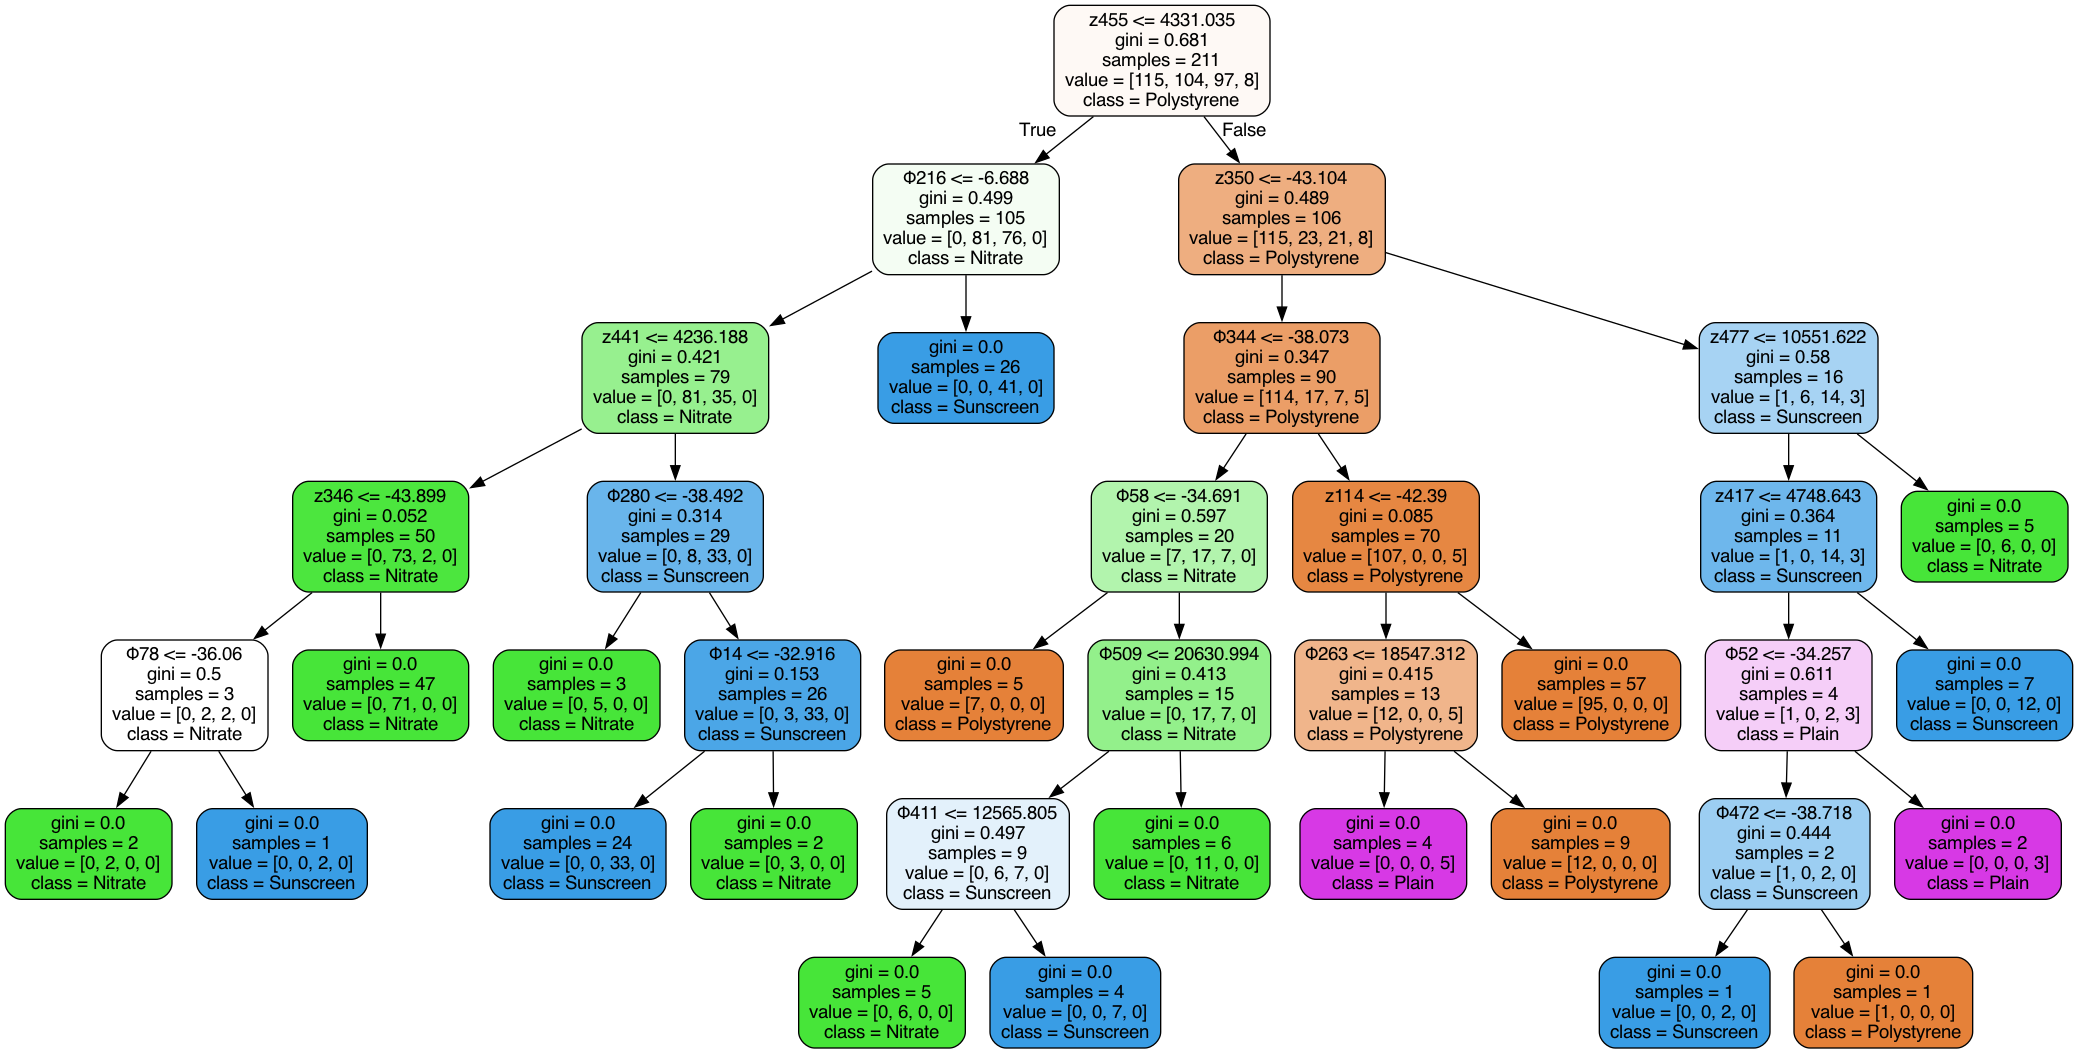 z455 <= 4331.035
gini = 0.681
samples = 211
value = [115, 104, 97, 8]
class = Polystyrene
True
False
Φ216 <= -6.688
gini = 0.499
samples = 105
value = [0, 81, 76, 0]
class = Nitrate
z350 <= -43.104
gini = 0.489
samples = 106
value = [115, 23, 21, 8]
class = Polystyrene
z441 <= 4236.188
gini = 0.421
samples = 79
value = [0, 81, 35, 0]
class = Nitrate
gini = 0.0
samples = 26
value = [0, 0, 41, 0]
class = Sunscreen
Φ344 <= -38.073
gini = 0.347
samples = 90
value = [114, 17, 7, 5]
class = Polystyrene
z477 <= 10551.622
gini = 0.58
samples = 16
value = [1, 6, 14, 3]
class = Sunscreen
z346 <= -43.899
gini = 0.052
samples = 50
value = [0, 73, 2, 0]
class = Nitrate
Φ280 <= -38.492
gini = 0.314
samples = 29
value = [0, 8, 33, 0]
class = Sunscreen
Φ58 <= -34.691
gini = 0.597
samples = 20
value = [7, 17, 7, 0]
class = Nitrate
z114 <= -42.39
gini = 0.085
samples = 70
value = [107, 0, 0, 5]
class = Polystyrene
z417 <= 4748.643
gini = 0.364
samples = 11
value = [1, 0, 14, 3]
class = Sunscreen
gini = 0.0
samples = 5
value = [0, 6, 0, 0]
class = Nitrate
Φ78 <= -36.06
gini = 0.5
samples = 3
value = [0, 2, 2, 0]
class = Nitrate
gini = 0.0
samples = 47
value = [0, 71, 0, 0]
class = Nitrate
gini = 0.0
samples = 3
value = [0, 5, 0, 0]
class = Nitrate
Φ14 <= -32.916
gini = 0.153
samples = 26
value = [0, 3, 33, 0]
class = Sunscreen
gini = 0.0
samples = 5
value = [7, 0, 0, 0]
class = Polystyrene
Φ509 <= 20630.994
gini = 0.413
samples = 15
value = [0, 17, 7, 0]
class = Nitrate
Φ263 <= 18547.312
gini = 0.415
samples = 13
value = [12, 0, 0, 5]
class = Polystyrene
gini = 0.0
samples = 57
value = [95, 0, 0, 0]
class = Polystyrene
Φ52 <= -34.257
gini = 0.611
samples = 4
value = [1, 0, 2, 3]
class = Plain
gini = 0.0
samples = 7
value = [0, 0, 12, 0]
class = Sunscreen
gini = 0.0
samples = 2
value = [0, 2, 0, 0]
class = Nitrate
gini = 0.0
samples = 1
value = [0, 0, 2, 0]
class = Sunscreen
gini = 0.0
samples = 24
value = [0, 0, 33, 0]
class = Sunscreen
gini = 0.0
samples = 2
value = [0, 3, 0, 0]
class = Nitrate
Φ411 <= 12565.805
gini = 0.497
samples = 9
value = [0, 6, 7, 0]
class = Sunscreen
gini = 0.0
samples = 6
value = [0, 11, 0, 0]
class = Nitrate
gini = 0.0
samples = 4
value = [0, 0, 0, 5]
class = Plain
gini = 0.0
samples = 9
value = [12, 0, 0, 0]
class = Polystyrene
Φ472 <= -38.718
gini = 0.444
samples = 2
value = [1, 0, 2, 0]
class = Sunscreen
gini = 0.0
samples = 2
value = [0, 0, 0, 3]
class = Plain
gini = 0.0
samples = 5
value = [0, 6, 0, 0]
class = Nitrate
gini = 0.0
samples = 4
value = [0, 0, 7, 0]
class = Sunscreen
gini = 0.0
samples = 1
value = [0, 0, 2, 0]
class = Sunscreen
gini = 0.0
samples = 1
value = [1, 0, 0, 0]
class = Polystyrene